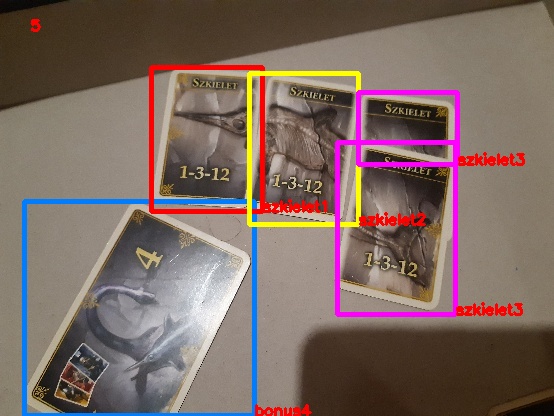 5
SZKIELET
SZKIELET
SZKIELET
szkielet3
SZKIELET
1-3-12
1-3-12
szkielet1
szkielet2
4
1-3-12
szkielet3
bonus4